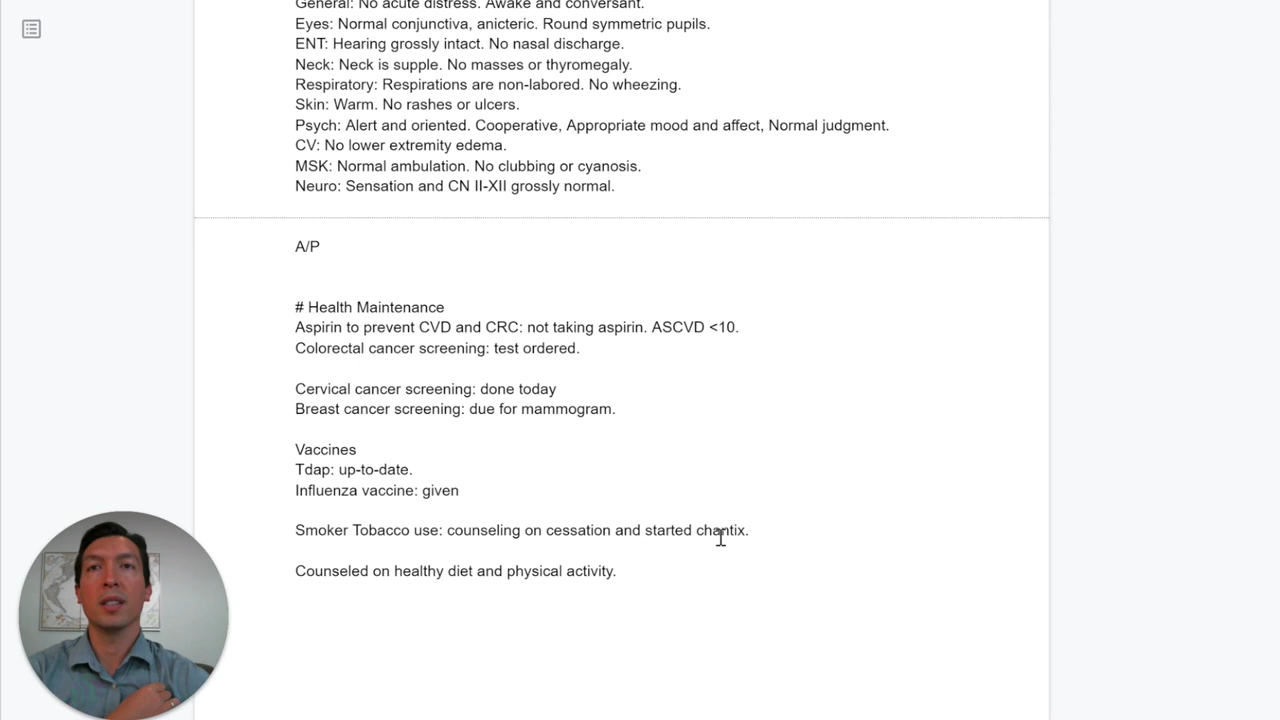 General: No acute distress. Awake and conversant.
Eyes: Normal conjunctiva, anicteric. Round symmetric pupils.
ENT: Hearing grossly intact. No nasal discharge.
Neck: Neck is supple. No masses or thyromegaly.
Respiratory: Respirations are non-labored. No wheezing.
Skin: Warm. No rashes or ulcers.
Psych: Alert and oriented. Cooperative, Appropriate mood and affect, Normal judgment.
CV: No lower extremity edema.
MSK: Normal ambulation. No clubbing or cyanosis.
Neuro: Sensation and CN II-XII grossly normal.
A/P
# Health Maintenance
Aspirin to prevent CVD and CRC: not taking aspirin. ASCVD <10.
Colorectal cancer screening: test ordered.
Cervical cancer screening: done today
Breast cancer screening: due for mammogram.
Vaccines
Tdap: up-to-date.
Influenza vaccine: given
Smoker Tobacco use: counseling on cessation and started chantix.
Counseled on healthy diet and physical activity.